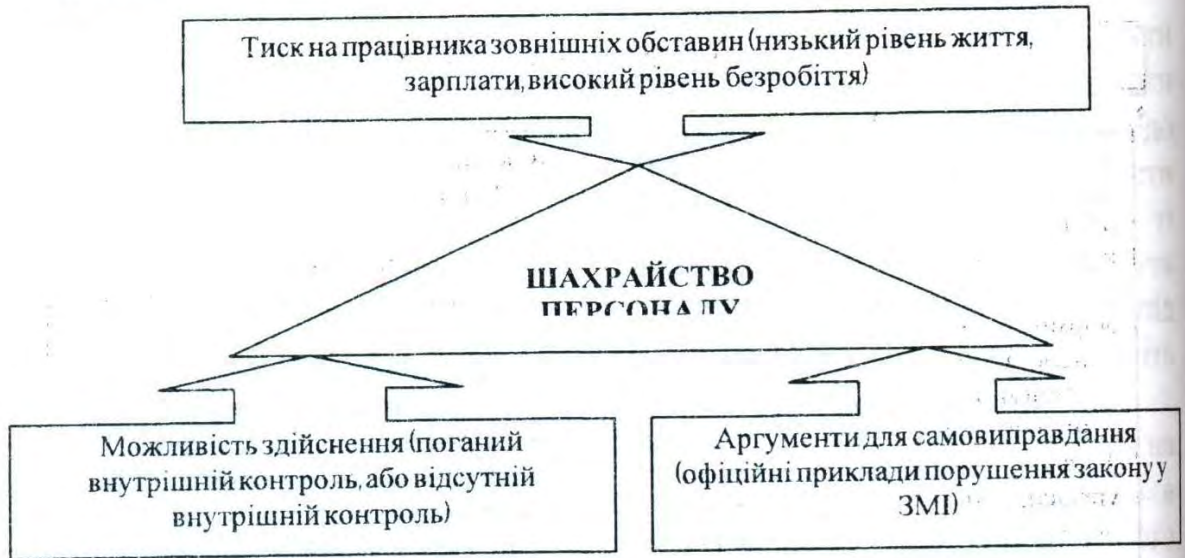 Тиск на працівника зовнішніх обставин (низький рівень життя,
зарплати, високий рівень безробіття)
ШАХРАЙСТВО
ПЕРСОНАЛУ
Можливість здійснення (поганий
внутрішній контроль, або відсутній
внутрішній контроль)
Аргументи для самовиправдання
(офіційні приклади порушення закону у
ЗМІ)